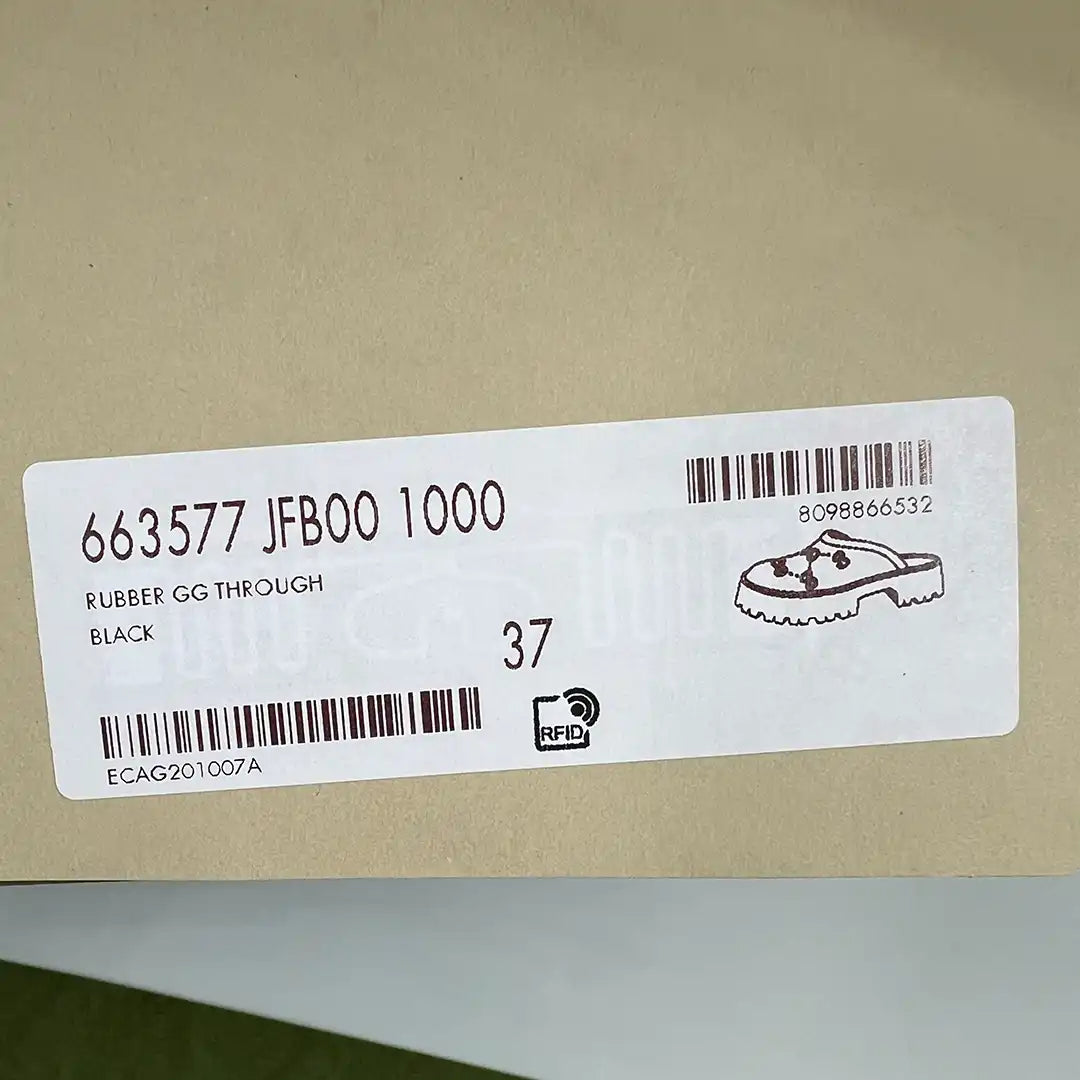 663577 JFB00 1000
8098866532
RUBBER GG THROUGH
BLACK
37
RFID
ECAG201007A